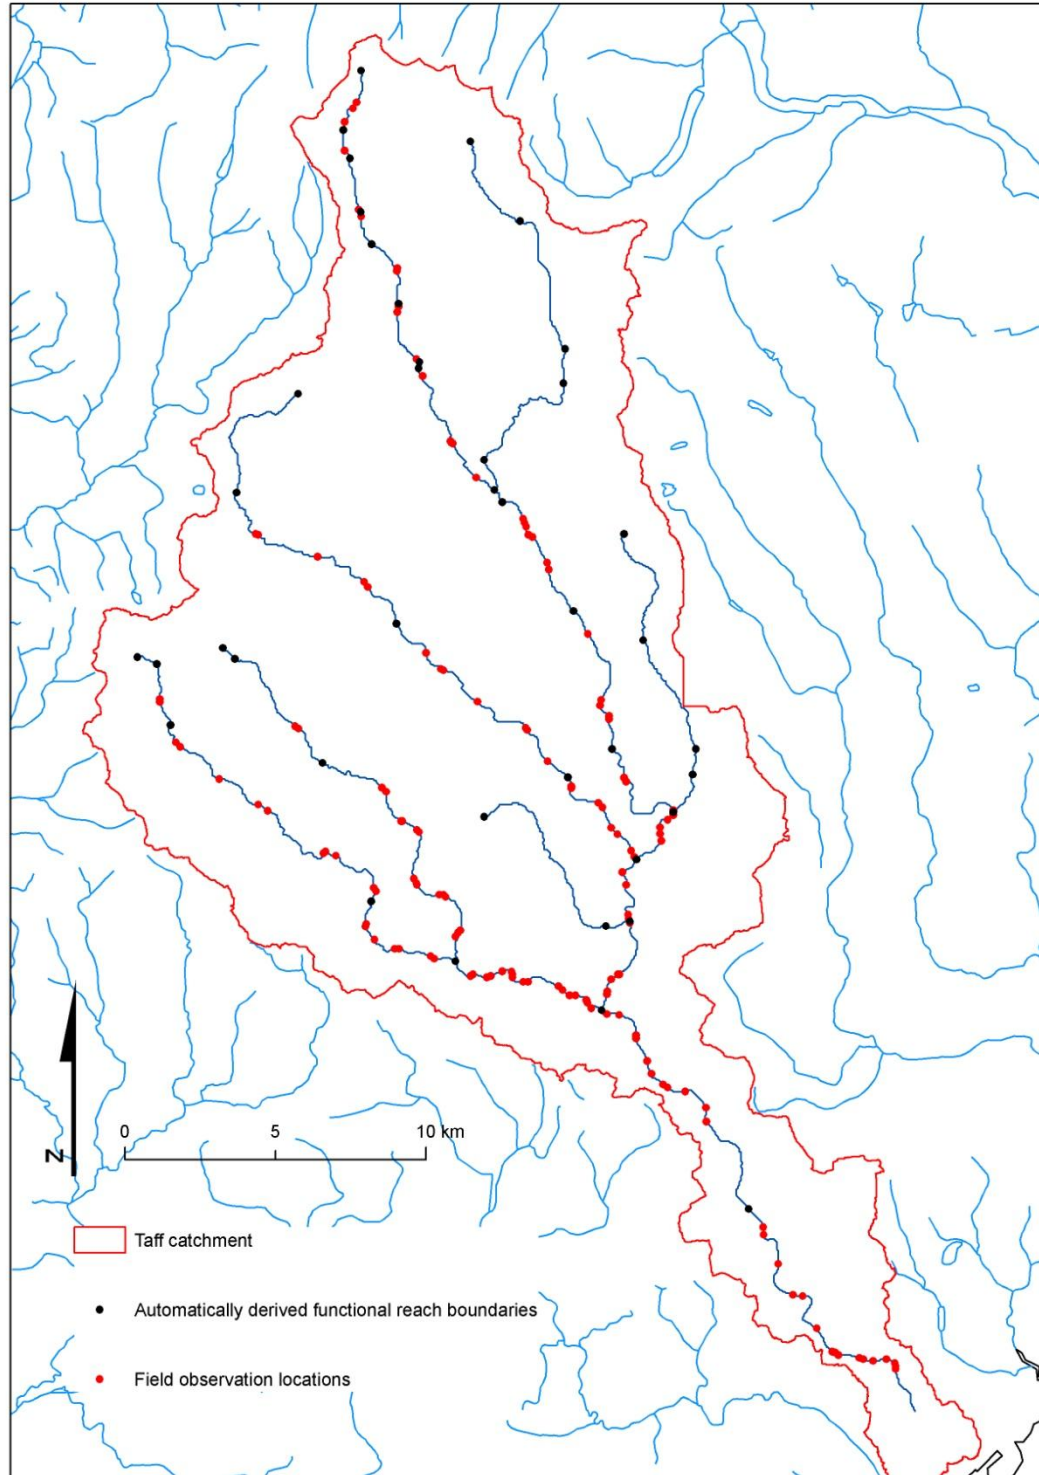 0 5 10 km
N
Taff catchment
Automatically derived functional reach boundaries
Field observation locations